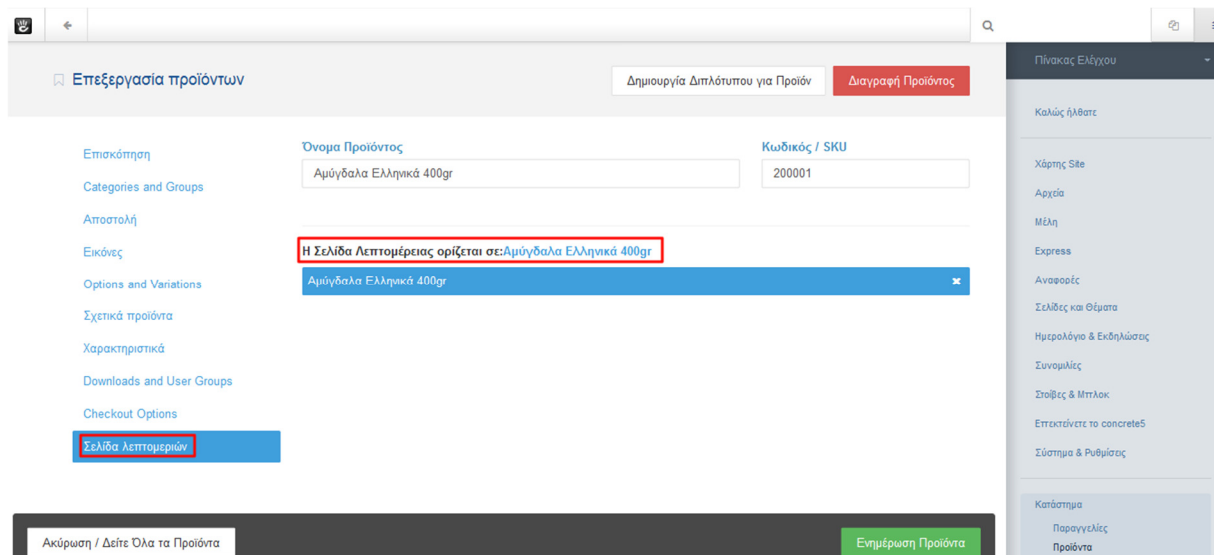 Πίνακας Ελέγχου
Επεξεργασία προϊόντων
Δημιουργία Διπλότυπου για Προϊόν
Διαγραφή Προϊόντος
Καλώς ήλθατε
Επισκόπηση
Categories and Groups
Αποστολή
Εικόνες
Options and Variations
Σχετικά προϊόντα
Χαρακτηριστικά
Downloads and User Groups
Checkout Options
Σελίδα λεπτομεριών
Όνομα Προϊόντος
Κωδικός / SKU
Αμύγδαλα Ελληνικά 400gr
200001
Η Σελίδα Λεπτομέρειας ορίζεται σε:Αμύγδαλα Ελληνικά 400gr
Αμύγδαλα Ελληνικά 400gr
Χάρτης Site
Αρχεία
Μέλη
Express
Αναφορές
Σελίδες και Θέματα
Ημερολόγιο & Εκδηλώσεις
Συνομιλίες
Στοίβες & Μπλοκ
Επεκτείνετε το concrete5
Σύστημα & Ρυθμίσεις
Κατάστημα
Παραγγελίες
Προϊόντα
Ακύρωση / Δείτε Όλα τα Προϊόντα
Ενημέρωση Προϊόντα